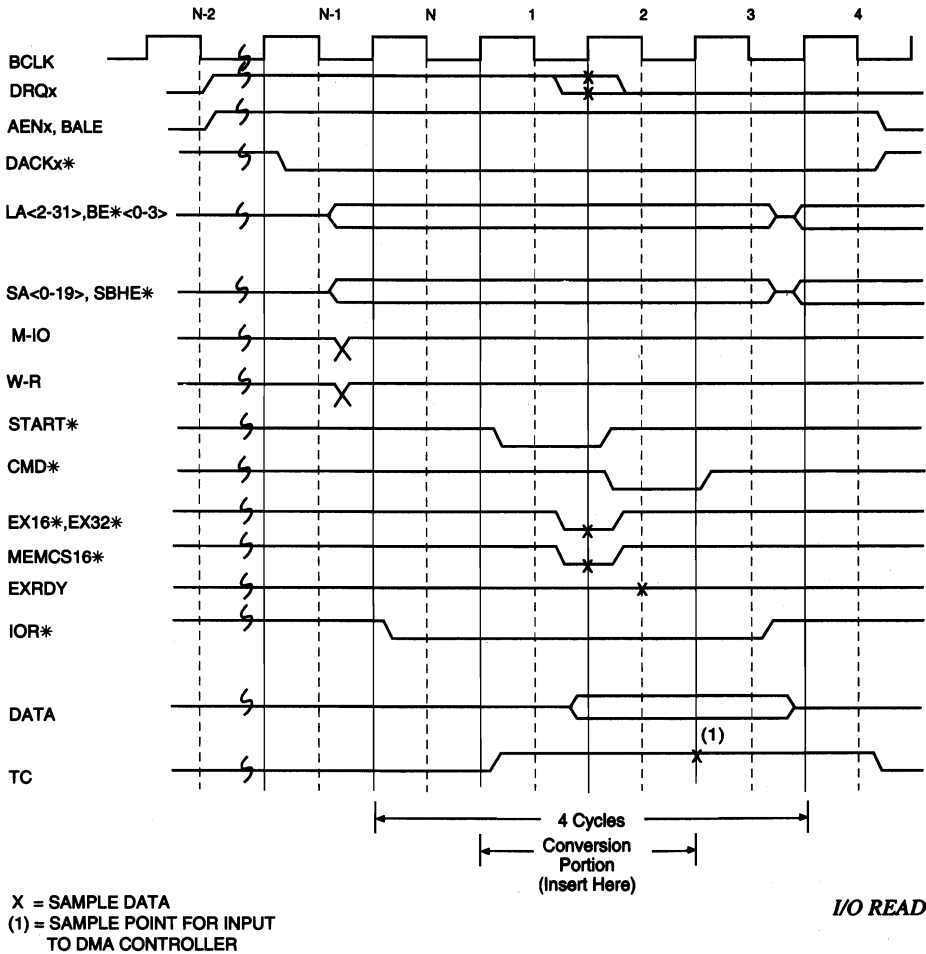 N-2 N-1 N 1 2 3 4
BCLK
DRQx
AENx, BALE
DACKx*
LA<2-31>,BE*<0-3>
SA<0-19>, SBHE*
M-IO
W-R
START*
CMD*
EX16*,EX32*
MEMCS16*
EXRDY
IOR*
DATA
(1)
TC
4 Cycles
Conversion
Portion
(Insert Here)
X = SAMPLE DATA
(1) = SAMPLE POINT FOR INPUT
TO DMA CONTROLLER
I/O READ